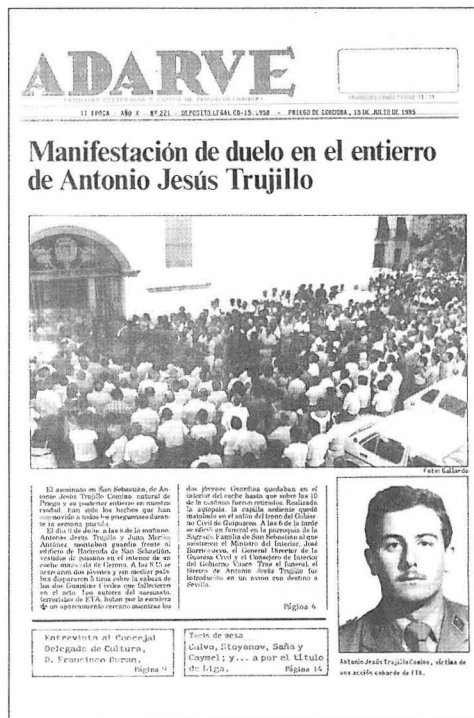 ADARVE
II EPOCA - AÑO X - Nº 221 - DEPOSITO LEGAL CO-15-1958 - PRIEGO DE CORDOBA, 15 DE JULIO DE 1985
Manifestación de duelo en el entierro
de Antonio Jesús Trujillo
Foto: Gallardo
El asesinato en San Sebastián, de An-
tonio Jesús Trujillo Comino, natural de
Priego y su posterior entierro en nuestra
ciudad, han sido los hechos que han
conmovido a todos los prieguenses duran-
te la semana pasada.
El día de Julio, a las 8 de la mañana,
Antonio Jesús Trujillo y Juan Merino
Antúnez, montaban guardia frente al
edificio de Hacienda de San Sebastián,
vestidos de paisano en el interior de un
coche matrícula de Gerona. A las 8,15 se
acercaron dos jóvenes y sin mediar pala-
bra dispararon 5 tiros sobre la cabeza de
los dos Guardias Civiles que fallecieron
en el acto. Los autores del asesinato,
terroristas de ETA, huían por la escalera
de un aparcamiento cercano mientras los
dos jóvenes Guardias quedaban en el
interior del coche hasta que sobre las 10
de la mañana fueron retirados. Realizada
la autopsia, la capilla ardiente quedó
instalada en el salón del trono del Gobier-
no Civil de Guipúzcoa. A las 6 de la tarde
se ofició un funeral en la parroquia de la
Sagrada Familia de San Sebastián al que
asistieron el Ministro del Interior, José
Barrionuevo, el General Director de la
Guardia Civil y el Consejero de Interior
del Gobierno Vasco. Tras el funeral, el
féretro de Antonio Jesús Trujillo fue
introducido en un avión con destino a
Sevilla.
Página 4
Entrevista al Concejal
Delegado de Cultura,
D. Francisco Duran.
Página 9
Tenis de mesa
Calvo, Stoyanov, Saña y
Caymel; y... a por el título
de Liga.
Página 14
Antonio Jesús Trujillo Comino, víctima de
una acción cobarde de ETA.